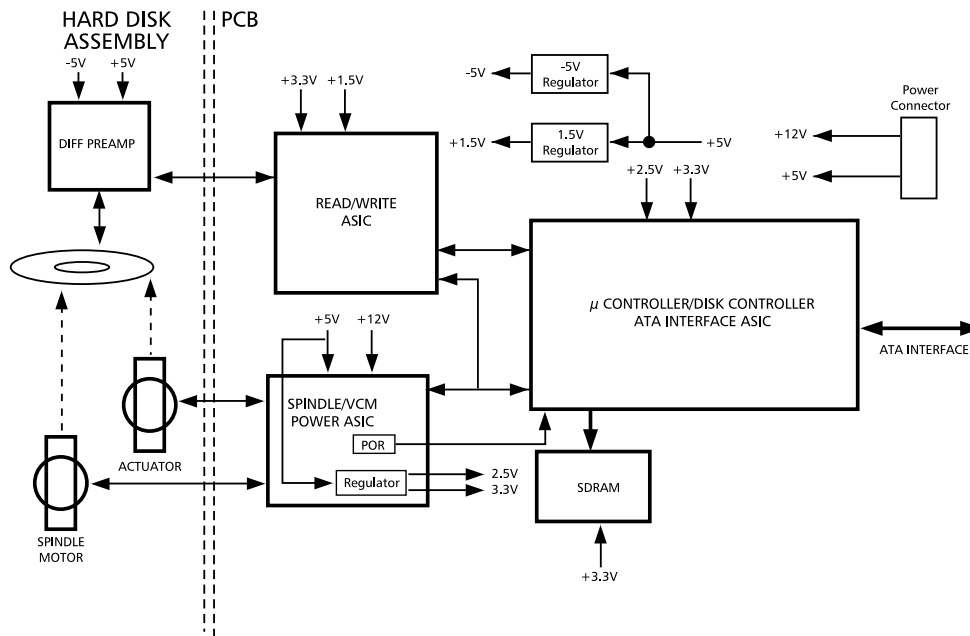 HARD DISK
ASSEMBLY
PCB
-5V
+5V
DIFF PREAMP
+3.3V
+1.5V
READ/WRITE
ASIC
-5V
-5V
Regulator
+1.5V
1.5V
Regulator
+5V
Power
Connector
+12V
+5V
+2.5V
+3.3V
μ CONTROLLER/DISK CONTROLLER
ATA INTERFACE ASIC
ATA INTERFACE
+5V
+12V
SPINDLE/VCM
POWER ASIC
POR
Regulator
2.5V
3.3V
ACTUATOR
SPINDLE
MOTOR
SDRAM
+3.3V